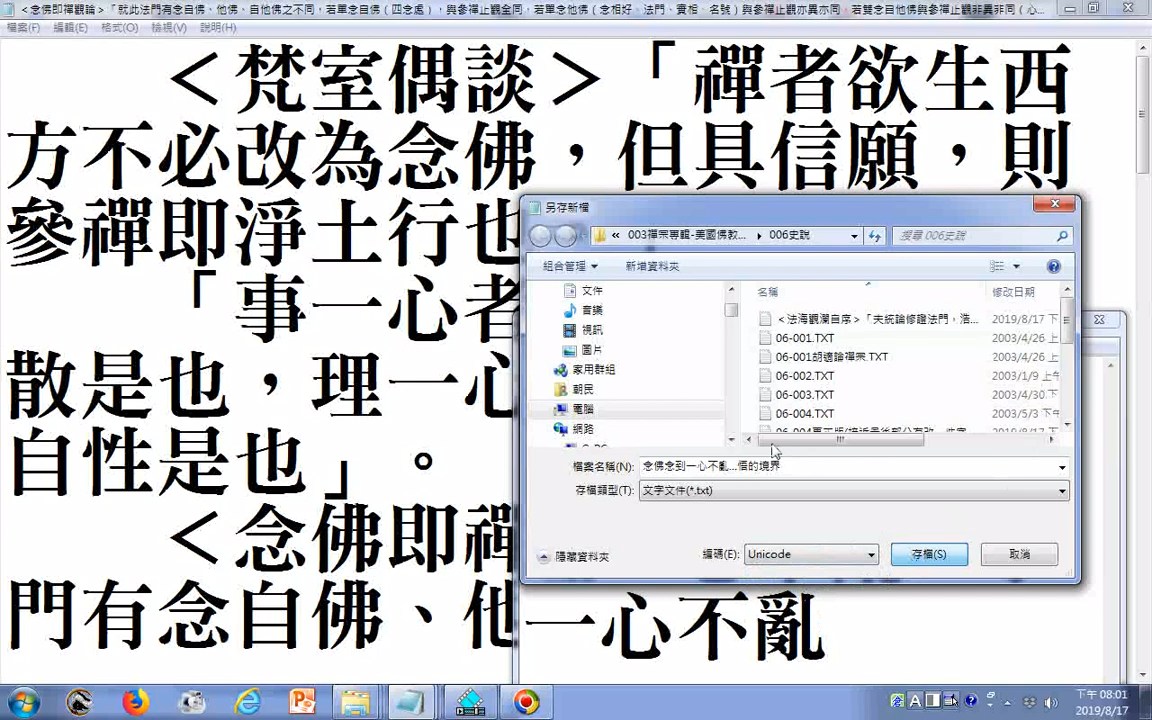 ＜念佛即禪觀論＞「就此法門有念自佛、他佛、自他佛之不同，若單念自佛（四念處），與參禪止觀全同，若單念他佛（念相好、法門、實相、名號）與參禪止觀亦異亦同，若雙念自他佛與參禪止觀非異非同（心...
檔案(F) 編輯(E) 格式(O) 檢視(V) 說明(H)
＜梵室偶談＞「禪者欲生西
方不必改為念佛，但具信願，則
參禪即淨土行也
「事一心者
散是也，理一心
自性是也」。
＜念佛即禪
門有念自佛、他
一心不亂
另存新檔
« 003禪宗專輯-美國佛教... 006史說
搜尋 006史說
組合管理 新增資料夾
文件
音樂
視訊
圖片
家用群組
朝民
電腦
網路
名稱 修改日期
＜法海觀瀾自序＞「夫統論修證法門，浩... 2019/8/17 下
06-001.TXT 2003/4/26 上
06-001胡適論禪宗.TXT 2003/4/26 上
06-002.TXT 2003/1/9 上午
06-003.TXT 2003/4/30
06-004.TXT 2003/5/3 下午
檔案名稱(N): 念佛念到一心不亂...悟的境界
存檔類型(T): 文字文件(*.txt)
隱藏資料夾
編碼(E): Unicode
存檔(S)
取消
下午 08:01
2019/8/17